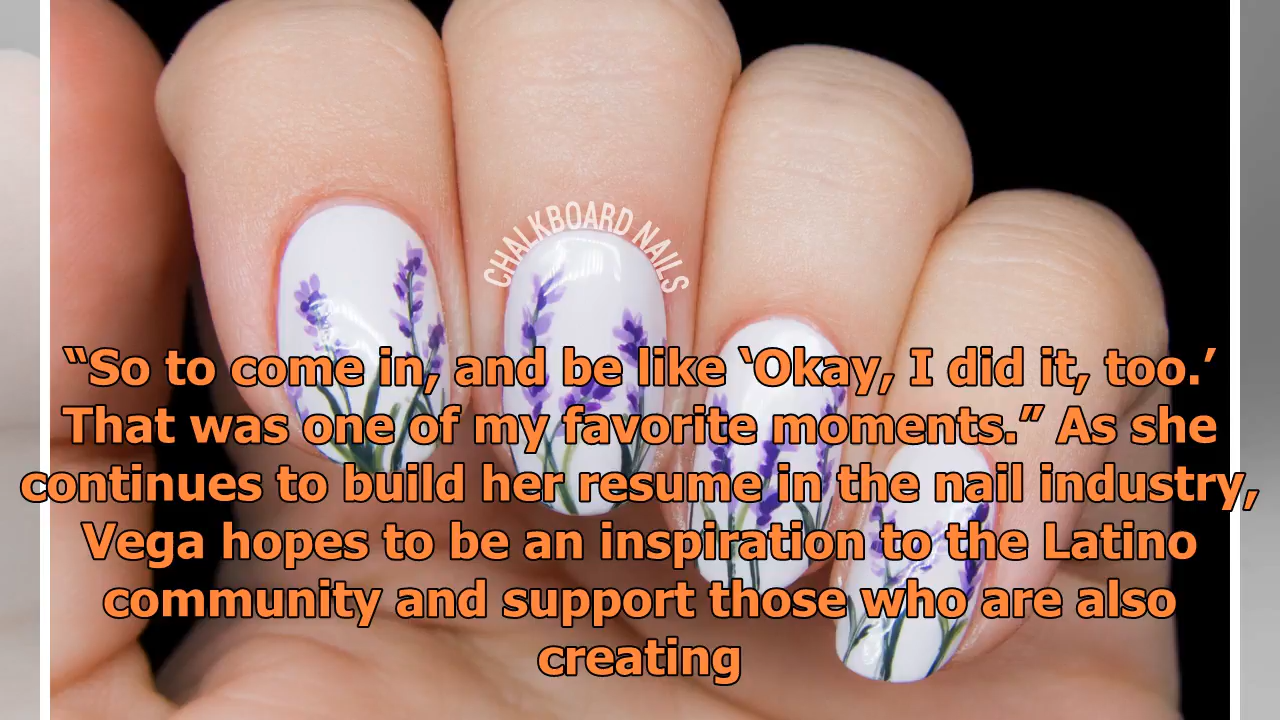 CHALKBOARD NAILS
“So to come in, and be like ‘Okay, I did it, too.’
That was one of my favorite moments.” As she
continues to build her resume in the nail industry,
Vega hopes to be an inspiration to the Latino
community and support those who are also
creating